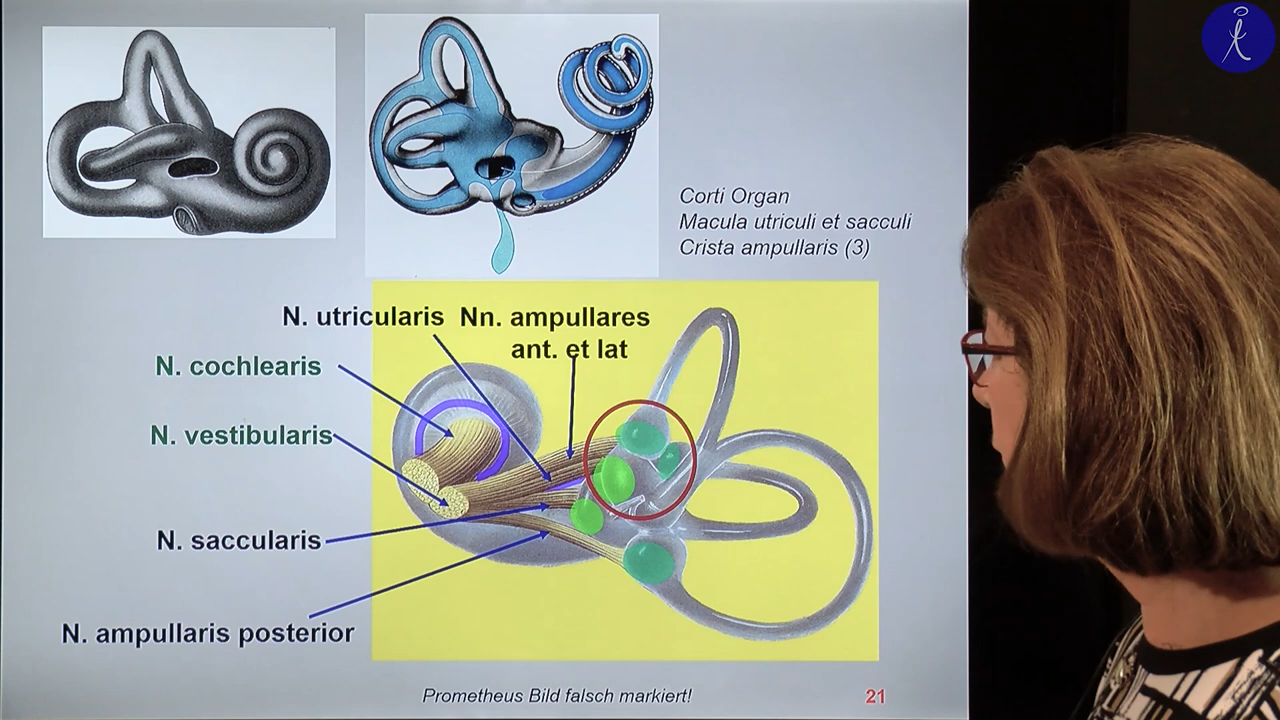 Corti Organ
Macula utriculi et sacculi
Crista ampullaris (3)
N. utricularis
Nn. ampullares
ant. et lat
N. cochlearis
N. vestibularis
N. saccularis
N. ampullaris posterior
Prometheus Bild falsch markiert!
21